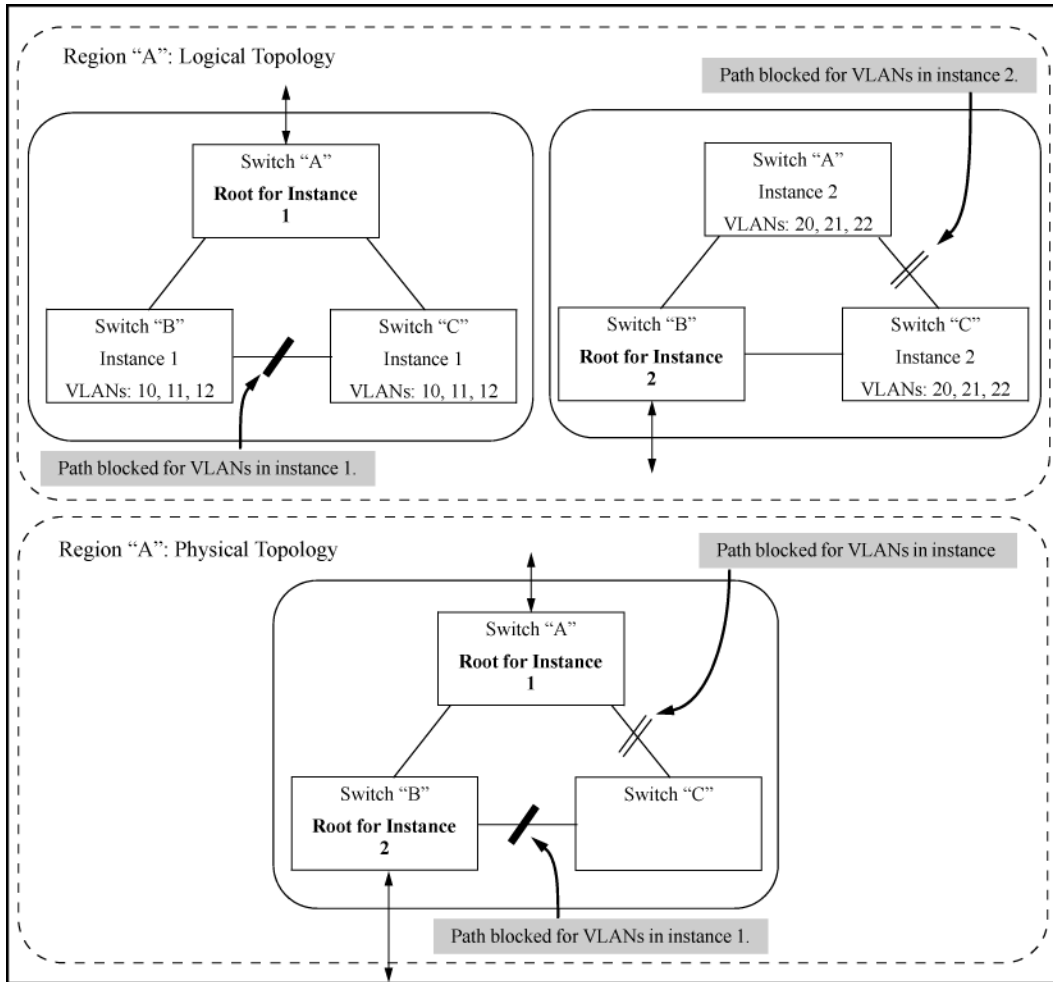 Region “A”: Logical Topology
Path blocked for VLANs in instance 2.
Switch “A”
Root for Instance
1
Switch “B”
Instance 1
VLANs: 10, 11, 12
Switch “C”
Instance 1
VLANs: 10, 11, 12
Path blocked for VLANs in instance 1.
Switch “A”
Instance 2
VLANs: 20, 21, 22
Switch “B”
Root for Instance
2
Switch “C”
Instance 2
VLANs: 20, 21, 22
Region “A”: Physical Topology
Path blocked for VLANs in instance
Switch “A”
Root for Instance
1
Switch “B”
Root for Instance
2
Switch “C”
Path blocked for VLANs in instance 1.